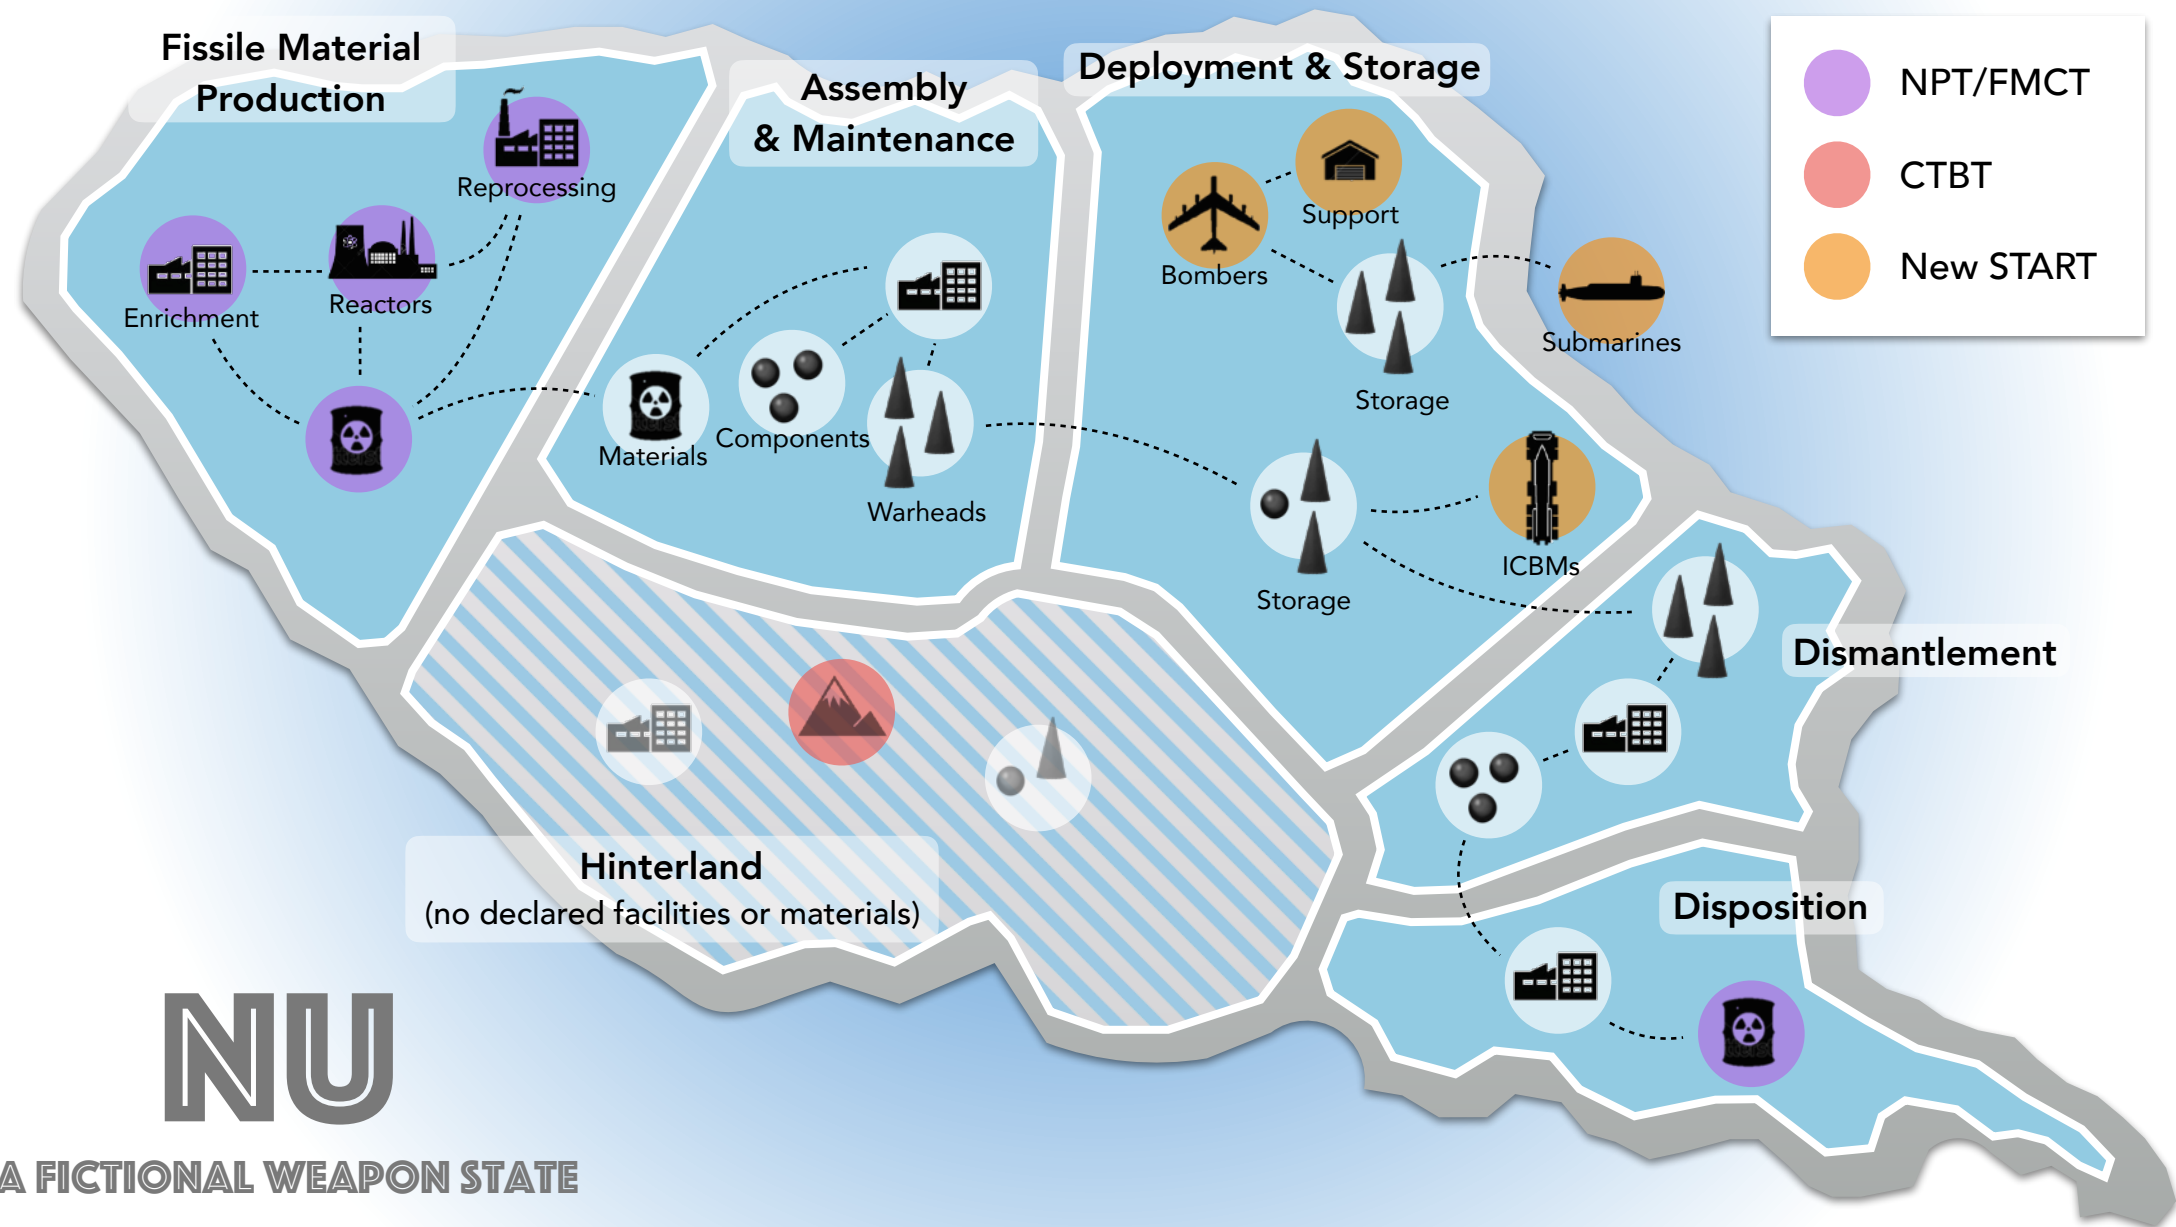 Fissile Material
Production
Reprocessing
Enrichment
Reactors
Assembly
& Maintenance
Materials
Components
Warheads
Deployment & Storage
Support
Bombers
Storage
Submarines
Storage
ICBMs
Dismantlement
Disposition
Hinterland
(no declared facilities or materials)
NPT/FMCT
CTBT
New START
NU
A FICTIONAL WEAPON STATE